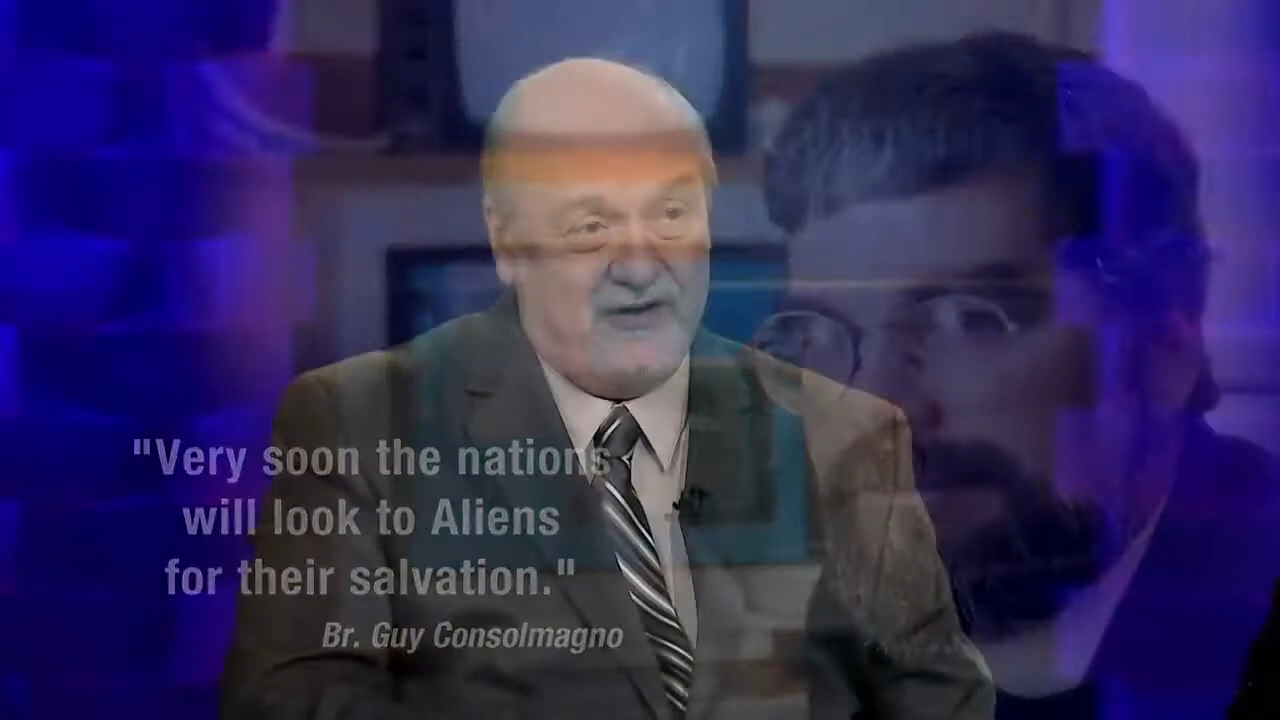 "Very soon the nations
will look to Aliens
for their salvation."
Br. Guy Consolmagno